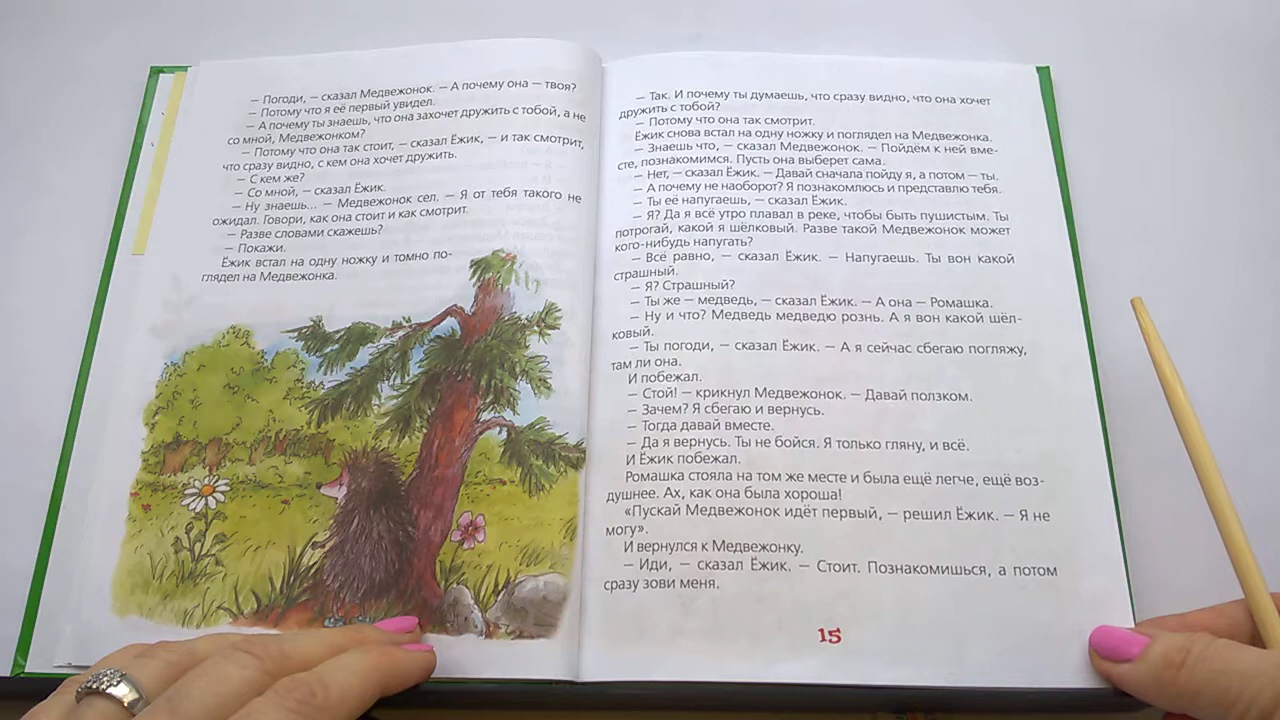 — Погоди, — сказал Медвежонок. — А почему она — твоя?
— Потому что я её первый увидел.
— А почему ты знаешь, что она захочет дружить с тобой, а не
со мной, Медвежонком?
— Потому что она так стоит, — сказал Ёжик, — и так смотрит,
что сразу видно, с кем она хочет дружить.
— С кем же?
— Со мной, — сказал Ёжик.
— Ну знаешь... — Медвежонок сел. — Я от тебя такого не
ожидал. Говори, как она стоит и как смотрит.
— Разве словами скажешь?
— Покажи.
Ёжик встал на одну ножку и томно по-
глядел на Медвежонка.
— Так. И почему ты думаешь, что сразу видно, что она хочет
дружить с тобой?
— Потому что она так смотрит.
Ёжик снова встал на одну ножку и поглядел на Медвежонка.
— Знаешь что, — сказал Медвежонок. — Пойдём к ней вме-
сте, познакомимся. Пусть она выберет сама.
— Нет, — сказал Ёжик. — Давай сначала пойду я, а потом — ты.
— А почему не наоборот? Я познакомлюсь и представлю тебя.
— Ты её напугаешь, — сказал Ёжик.
— Я? Да я всё утро плавал в реке, чтобы быть пушистым. Ты
потрогай, какой я шёлковый. Разве такой Медвежонок может
кого-нибудь напугать?
— Всё равно, — сказал Ёжик. — Напугаешь. Ты вон какой
страшный.
— Я? Страшный?
— Ты же — медведь, — сказал Ёжик. — А она — Ромашка.
— Ну и что? Медведь медведю рознь. А я вон какой шёл-
ковый.
— Ты погоди, — сказал Ёжик. — А я сейчас сбегаю погляжу,
там ли она.
И побежал.
— Стой! — крикнул Медвежонок. — Давай ползком.
— Зачем? Я сбегаю и вернусь.
— Тогда давай вместе.
— Да я вернусь. Ты не бойся. Я только гляну, и всё.
И Ёжик побежал.
Ромашка стояла на том же месте и была ещё легче, ещё воз-
душнее. Ах, как она была хороша!
«Пускай Медвежонок идёт первый, — решил Ёжик. — Я не
могу».
И вернулся к Медвежонку.
— Иди, — сказал Ёжик. — Стоит. Познакомишься, а потом
сразу зови меня.
15